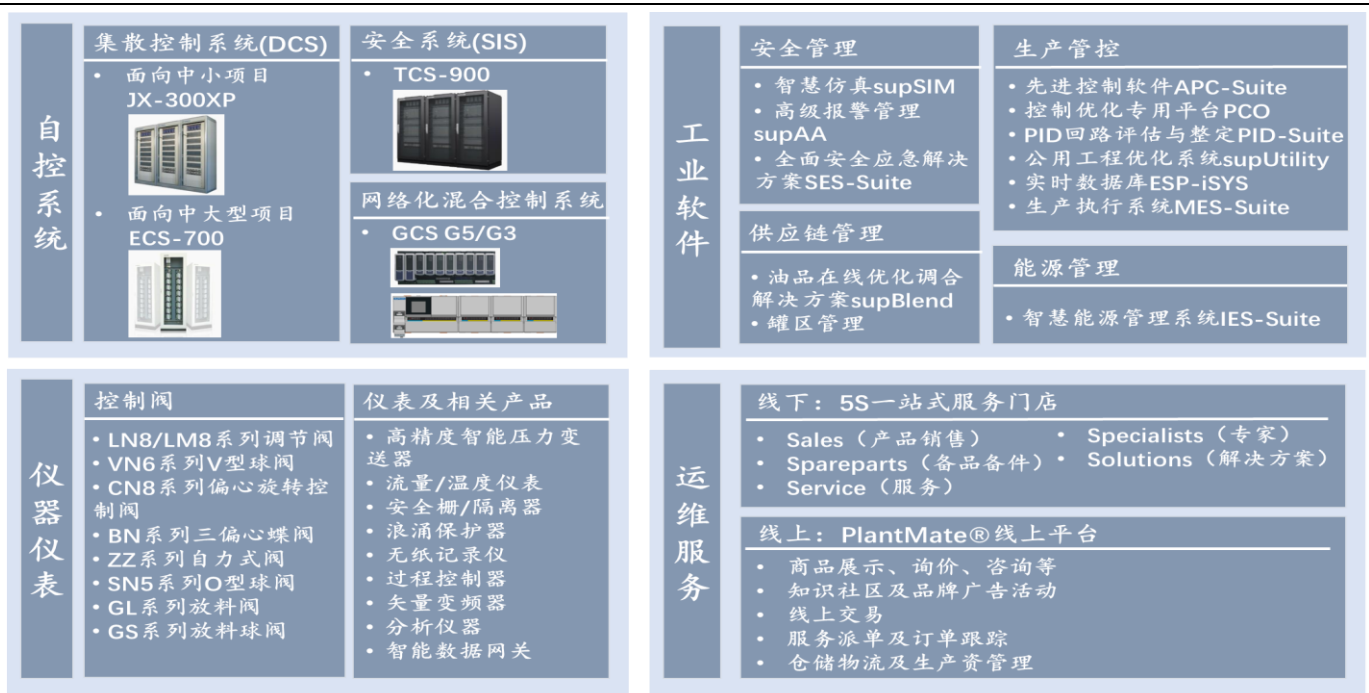 自控系统
集散控制系统(DCS)
• 面向中小项目
JX-300XP
• 面向中大型项目
ECS-700
安全系统(SIS)
• TCS-900
网络化混合控制系统
• GCS G5/G3
工业软件
安全管理
• 智慧仿真supSIM
• 高级报警管理
supAA
• 全面安全应急解决
方案SES-Suite
供应链管理
• 油品在线优化调合
解决方案supBlend
• 罐区管理
生产管控
• 先进控制软件APC-Suite
• 控制优化专用平台PCO
• PID回路评估与整定PID-Suite
• 公用工程优化系统supUtility
• 实时数据库ESP-iSYS
• 生产执行系统MES-Suite
能源管理
• 智慧能源管理系统IES-Suite
仪器仪表
控制阀
• LN8/LM8系列调节阀
• VN6系列V型球阀
• CN8系列偏心旋转控
制阀
• BN系列三偏心蝶阀
• ZZ系列自力式阀
• SN5系列O型球阀
• GL系列放料阀
• GS系列放料球阀
仪表及相关产品
• 高精度智能压力变
送器
• 流量/温度仪表
• 安全栅/隔离器
• 浪涌保护器
• 无纸记录仪
• 过程控制器
• 矢量变频器
• 分析仪器
• 智能数据网关
运维服务
线下：5S一站式服务门店
• Sales（产品销售）
• Spareparts（备品备件）
• Service（服务）
• Specialists（专家）
• Solutions（解决方案）
线上：PlantMate®线上平台
• 商品展示、询价、咨询等
• 知识社区及品牌广告活动
• 线上交易
• 服务派单及订单跟踪
• 仓储物流及生产资管理